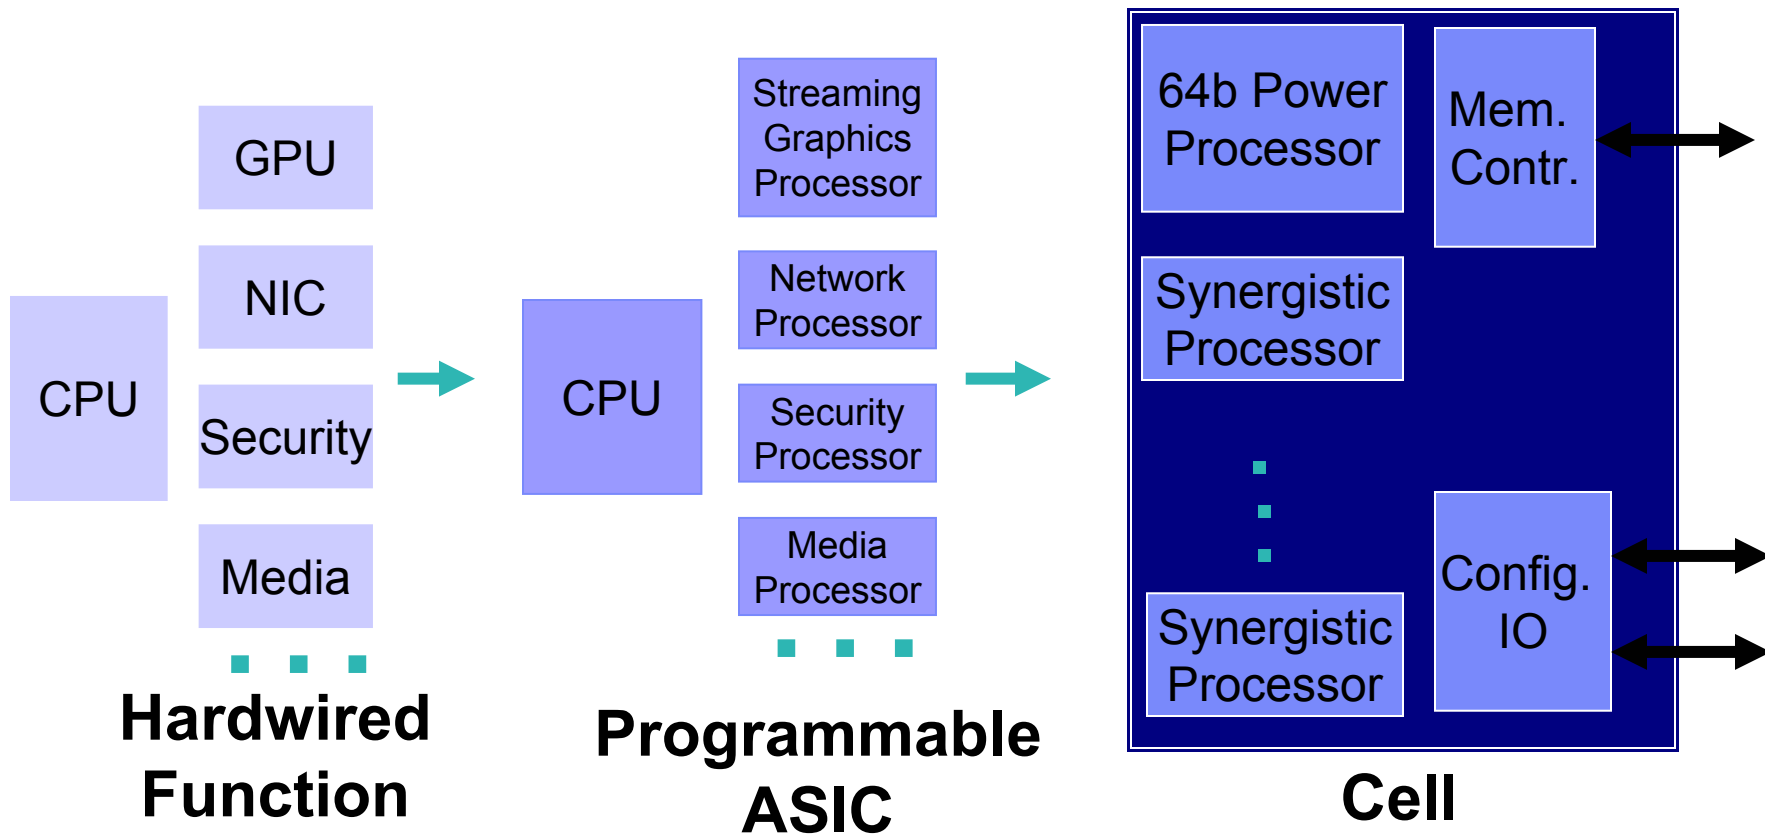 GPU
NIC
CPU
Security
Media
Hardwired
Function
Streaming
Graphics
Processor
Network
Processor
CPU
Security
Processor
Media
Processor
Programmable
ASIC
64b Power
Processor
Mem.
Contr.
Synergistic
Processor
Config.
IO
Synergistic
Processor
Cell